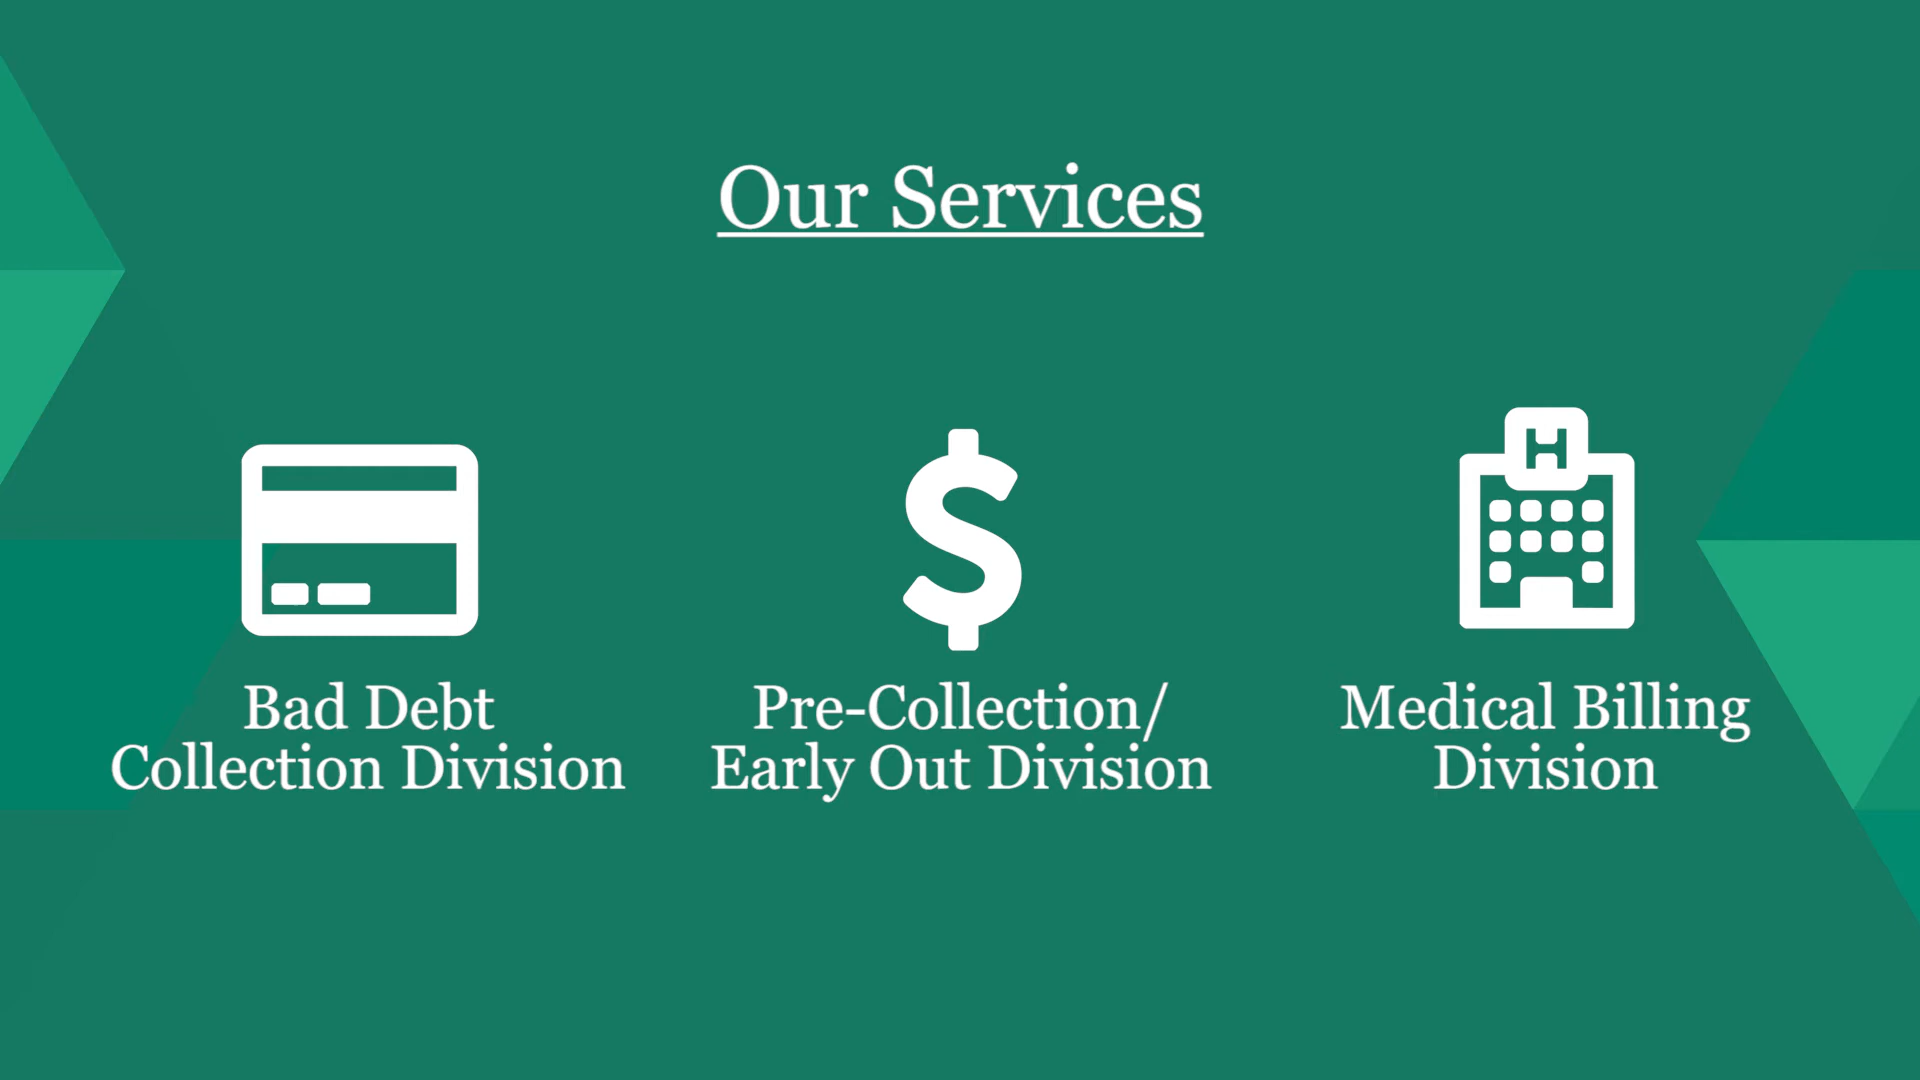 Our Services
H
Bad Debt
Collection Division
Pre-Collection/
Early Out Division
Medical Billing
Division